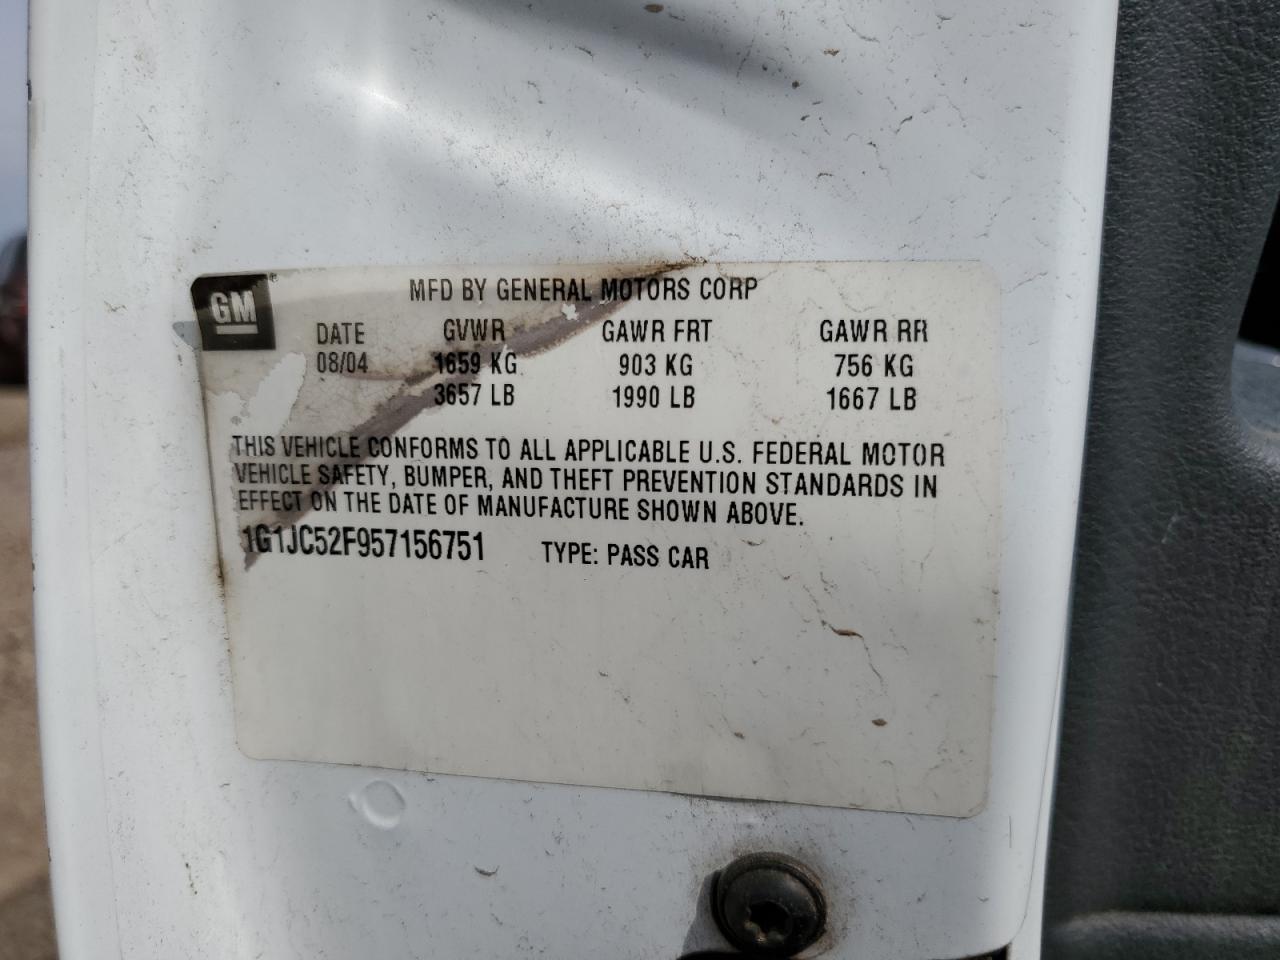 GM
MFD BY GENERAL MOTORS CORP
DATE GVWR GAWR FRT GAWR RR
08/04 1659 KG 903 KG 756 KG
3657 LB 1990 LB 1667 LB
THIS VEHICLE CONFORMS TO ALL APPLICABLE U.S. FEDERAL MOTOR
VEHICLE SAFETY, BUMPER, AND THEFT PREVENTION STANDARDS IN
EFFECT ON THE DATE OF MANUFACTURE SHOWN ABOVE.
1G1JC52F957156751 TYPE: PASS CAR